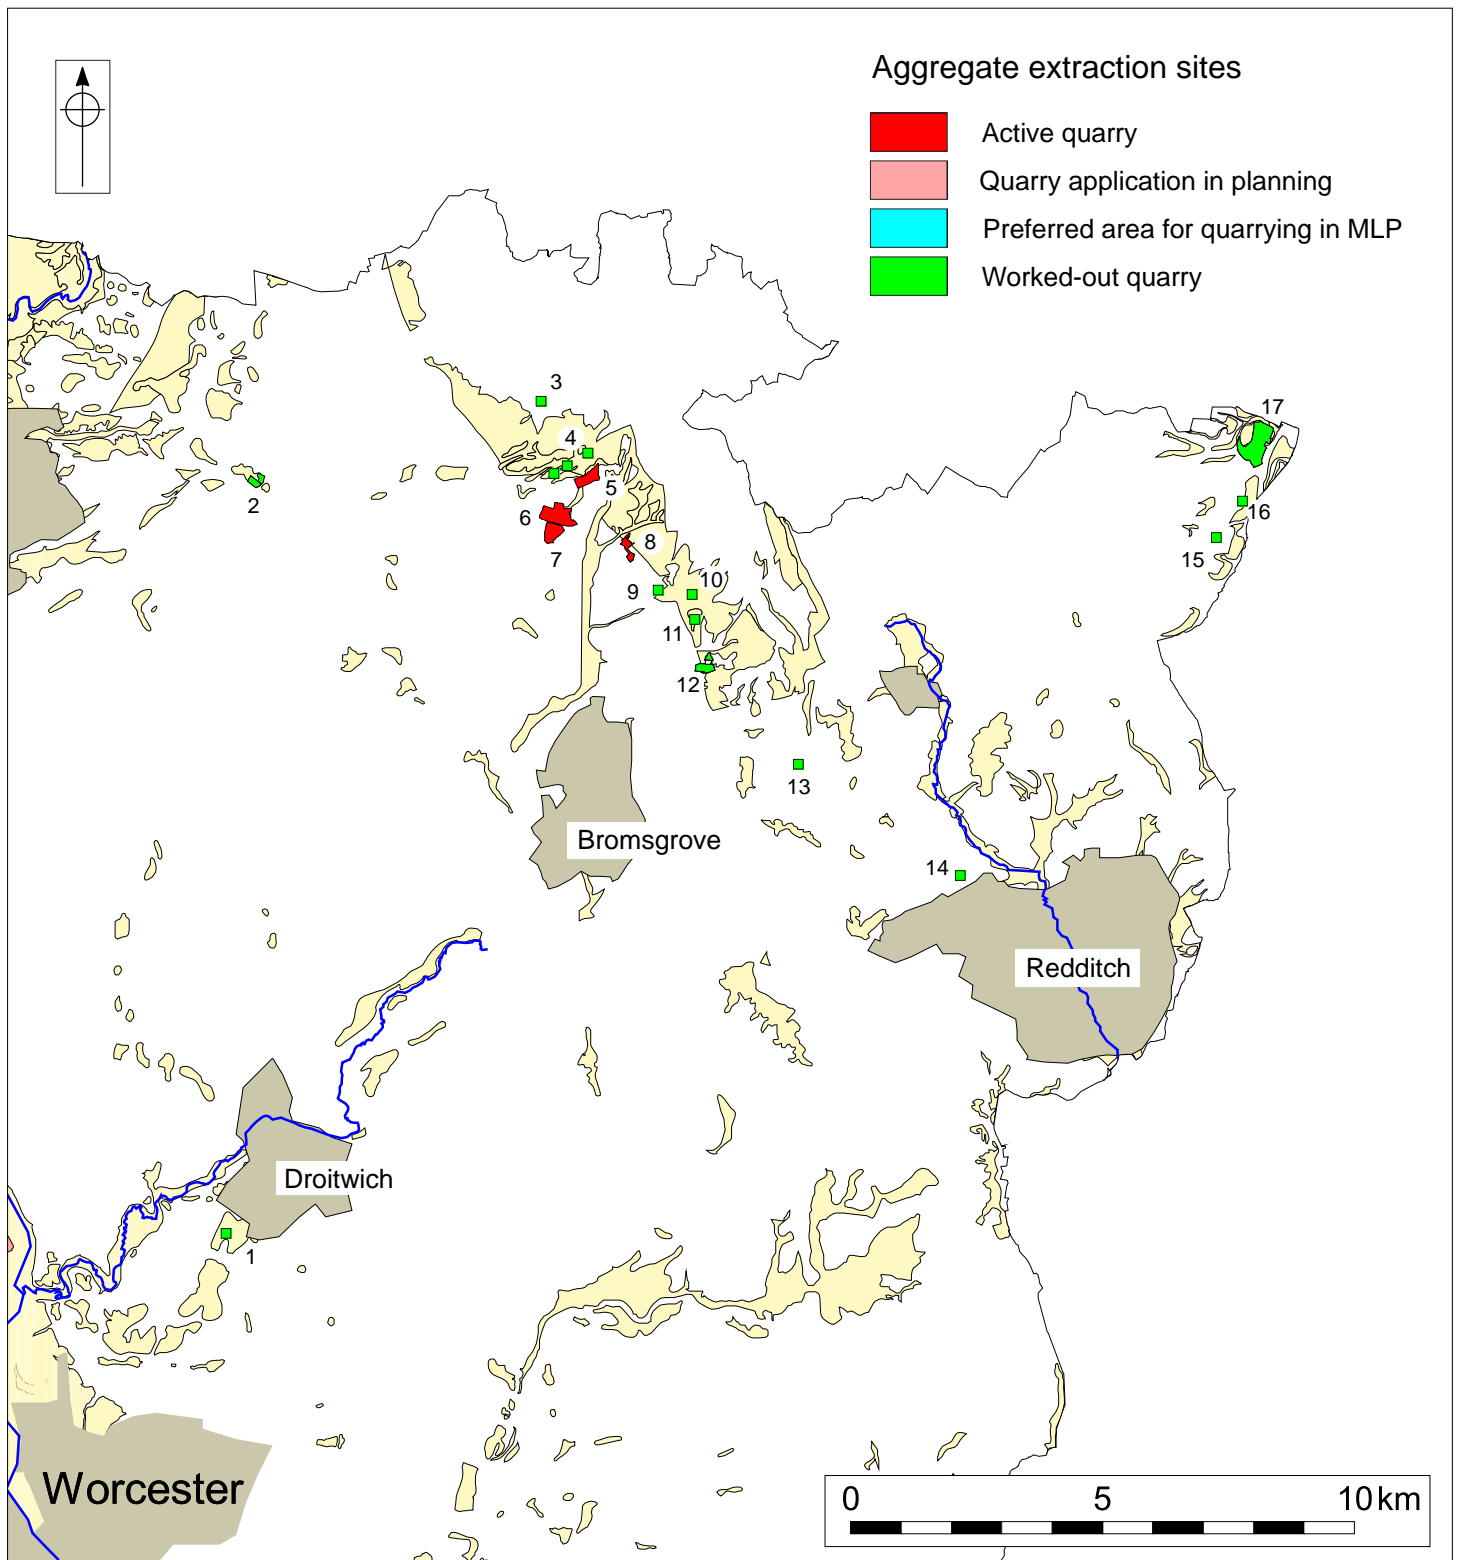 Aggregate extraction sites
Active quarry
Quarry application in planning
Preferred area for quarrying in MLP
Worked-out quarry
3
17
4
2
5
16
6
8
15
7
9
10
11
12
13
Bromsgrove
14
Redditch
Droitwich
1
Worcester
0 5 10 km